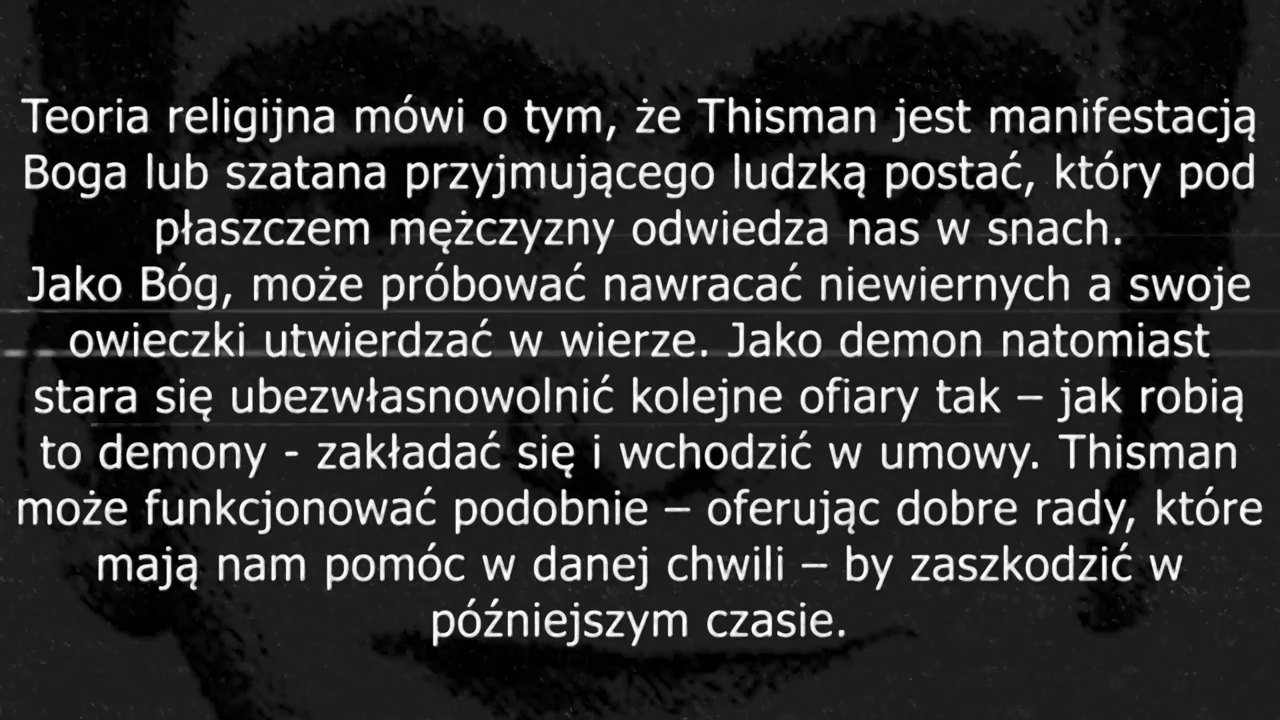 Teoria religijna mówi o tym, że Thisman jest manifestacją
Boga lub szatana przyjmującego ludzką postać, który pod
płaszczem mężczyzny odwiedza nas w snach.
Jako Bóg, może próbować nawracać niewiernych a swoje
owieczki utwierdzać w wierze. Jako demon natomiast
stara się ubezwłasnowolnić kolejne ofiary tak – jak robią
to demony - zakładać się i wchodzić w umowy. Thisman
może funkcjonować podobnie – oferując dobre rady, które
mają nam pomóc w danej chwili – by zaszkodzić w
późniejszym czasie.